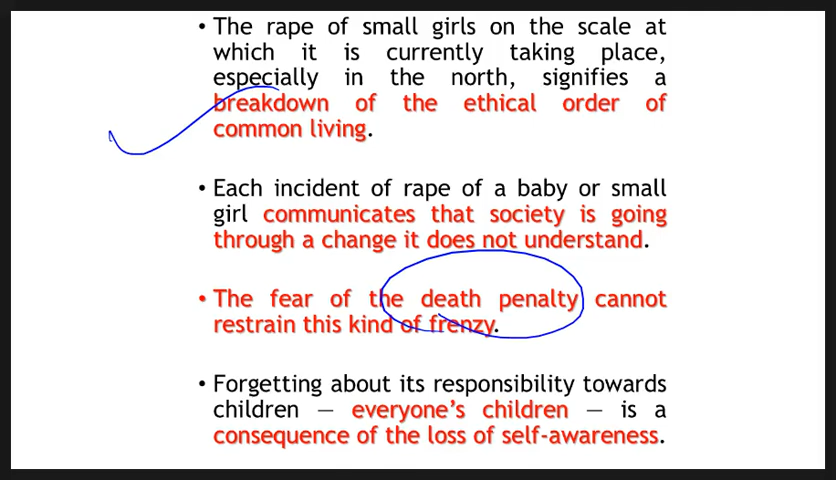 • The rape of small girls on the scale at
which it is currently taking place,
especially in the north, signifies a
breakdown of the ethical order of
common living.
• Each incident of rape of a baby or small
girl communicates that society is going
through a change it does not understand.
• The fear of the death penalty cannot
restrain this kind of frenzy.
• Forgetting about its responsibility towards
children — everyone's children — is a
consequence of the loss of self-awareness.